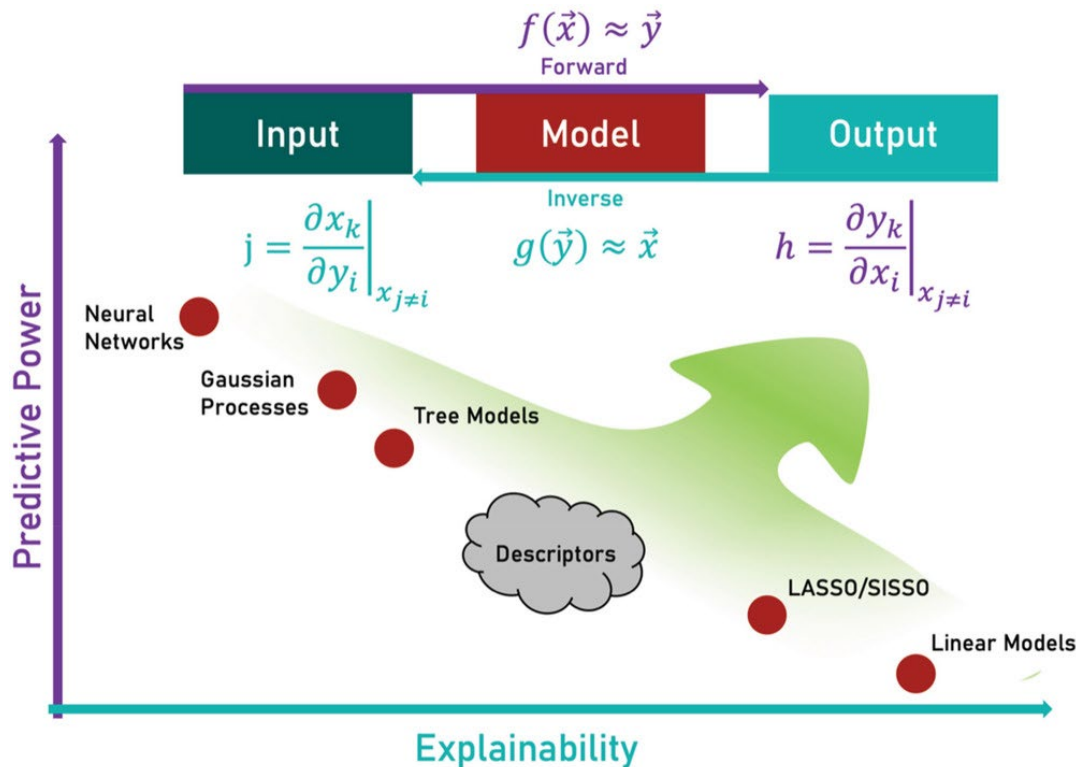 f(x⃗) ≈ y⃗
Forward
Input
Model
Output
Inverse
j = ∂x_k/∂y_i |_{x_{j≠i}}
g(y⃗) ≈ x⃗
h = ∂y_k/∂x_i |_{x_{j≠i}}
Predictive Power
Neural
Networks
Gaussian
Processes
Tree Models
Descriptors
LASSO/SISSO
Linear Models
Explainability